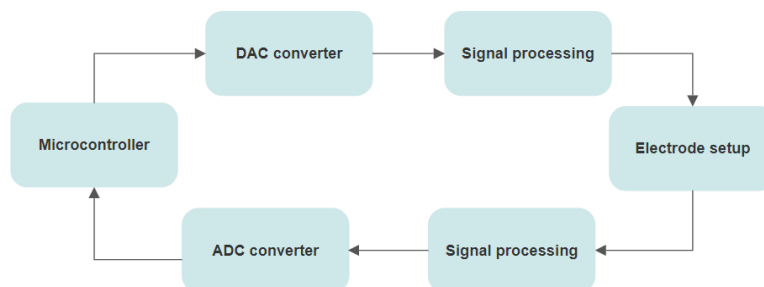 DAC converter
Signal processing
Microcontroller
Electrode setup
ADC converter
Signal processing